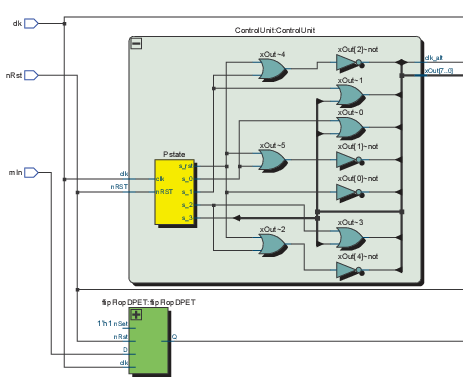 ControlUnit:ControlUnit
clk
nRst
mIn
xOut~4
xOut[2]~not
clk_alt
xOut[7..0]
xOut~1
xOut~0
Pstate
xOut~5
xOut[1]~not
s_rst
clk
clk
s_0
xOut[0]~not
nRST
nRST
s_1
s_2
s_3
xOut~2
xOut~3
xOut[4]~not
flipFlopDPET:flipFlopDPET
1'h1 nSet
nRst
Q
D
clk